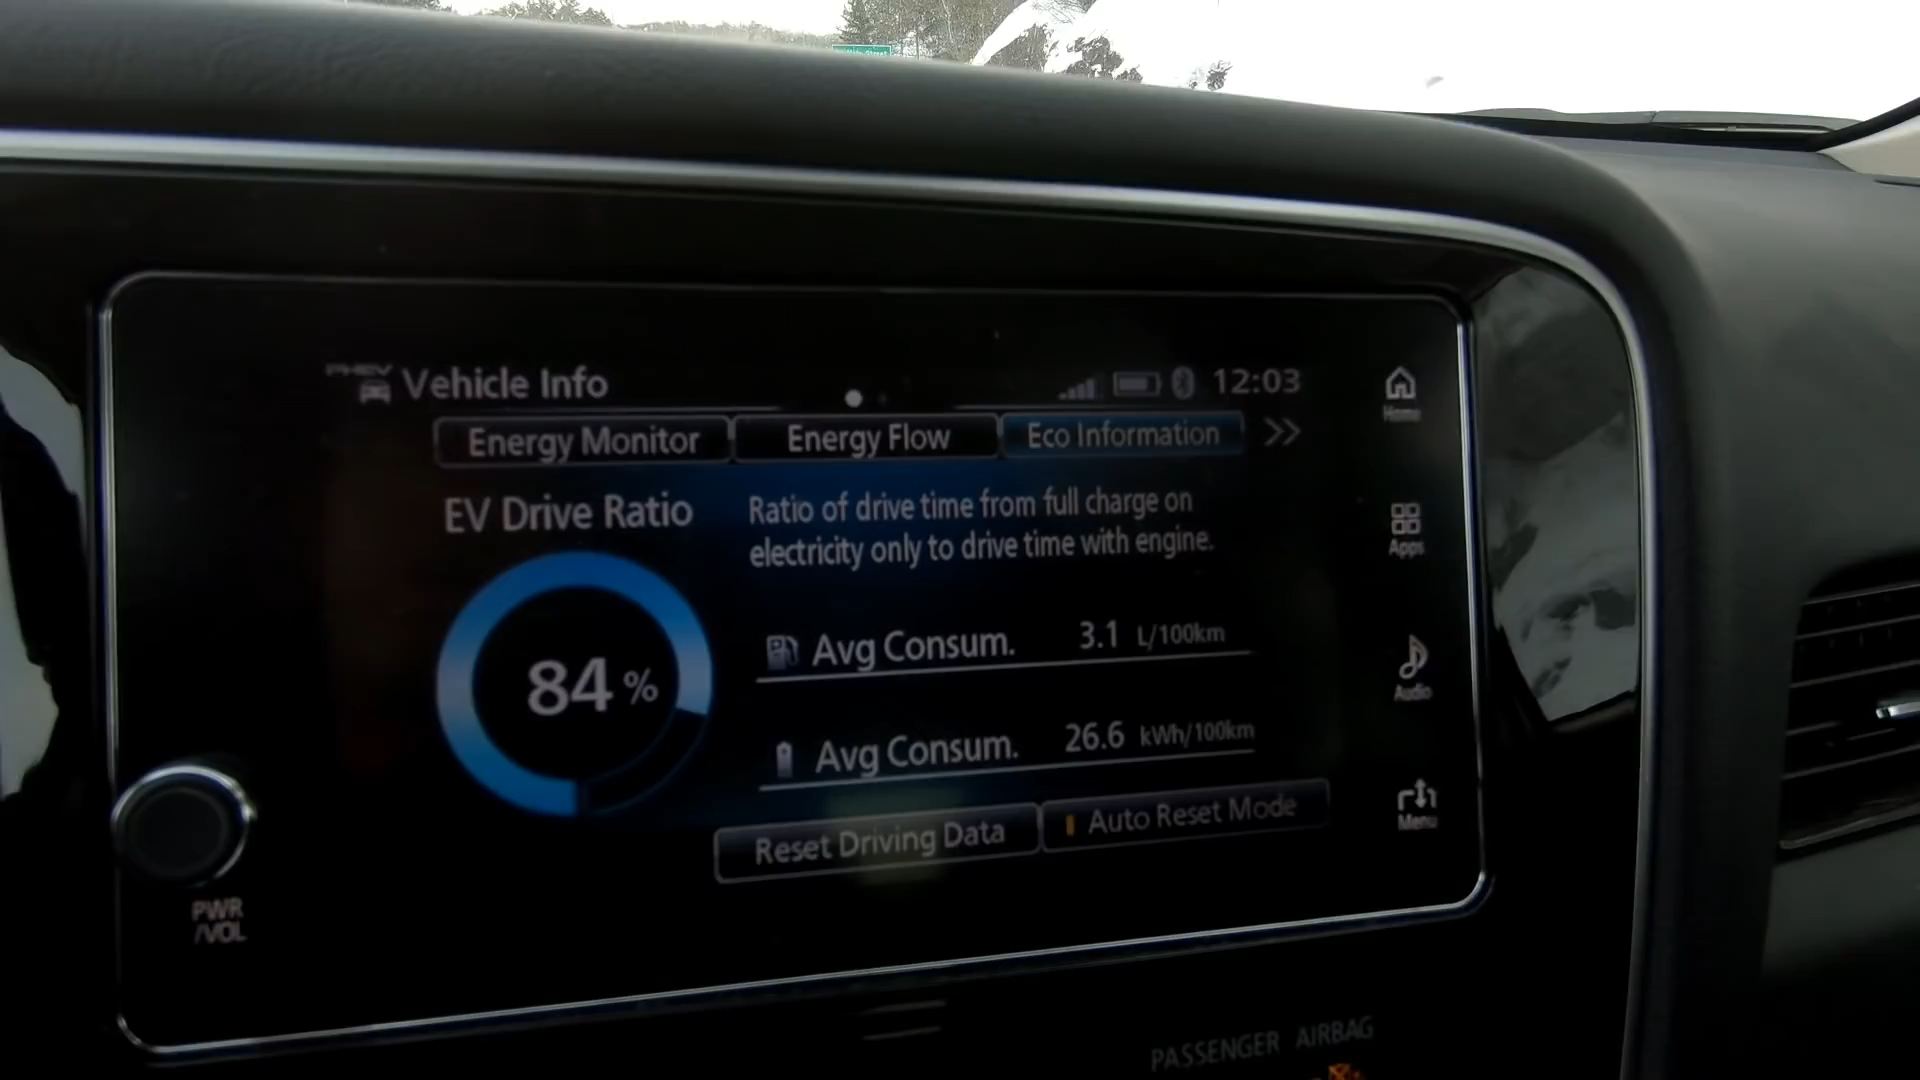 PHEV
Vehicle Info
12:03
Energy Monitor
Energy Flow
Eco Information
EV Drive Ratio
Ratio of drive time from full charge on
electricity only to drive time with engine.
84 %
Avg Consum. 3.1 L/100km
Avg Consum. 26.6 kWh/100km
Reset Driving Data
Auto Reset Mode
Home
Apps
Audio
Menu
PWR
/VOL
PASSENGER AIRBAG